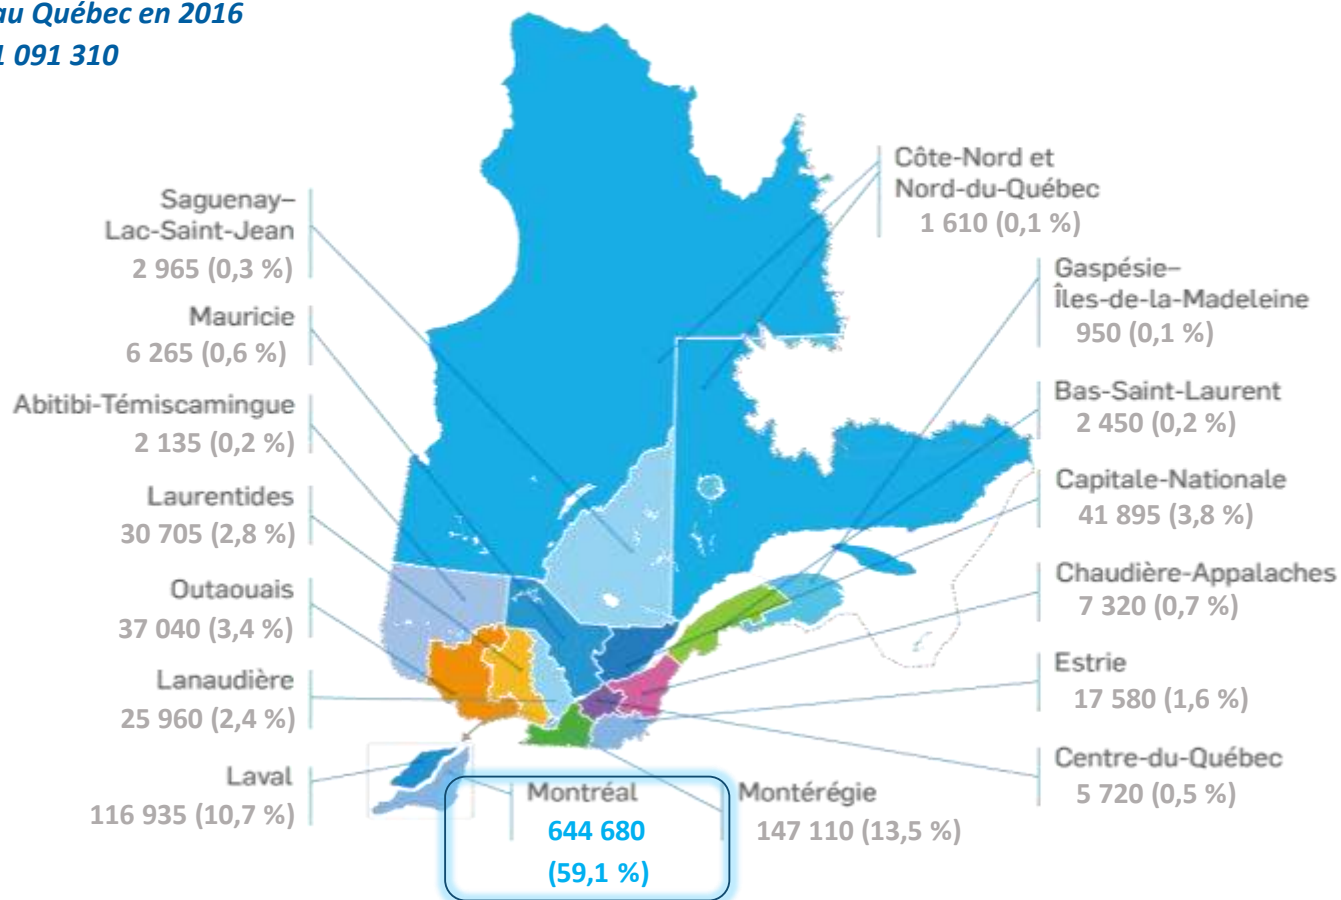 au Québec en 2016
1 091 310
Saguenay–
Lac-Saint-Jean
2 965 (0,3 %)
Mauricie
6 265 (0,6 %)
Abitibi-Témiscamingue
2 135 (0,2 %)
Laurentides
30 705 (2,8 %)
Outaouais
37 040 (3,4 %)
Lanaudière
25 960 (2,4 %)
Laval
116 935 (10,7 %)
Montréal
644 680
(59,1 %)
Montérégie
147 110 (13,5 %)
Côte-Nord et
Nord-du-Québec
1 610 (0,1 %)
Gaspésie–
Îles-de-la-Madeleine
950 (0,1 %)
Bas-Saint-Laurent
2 450 (0,2 %)
Capitale-Nationale
41 895 (3,8 %)
Chaudière-Appalaches
7 320 (0,7 %)
Estrie
17 580 (1,6 %)
Centre-du-Québec
5 720 (0,5 %)